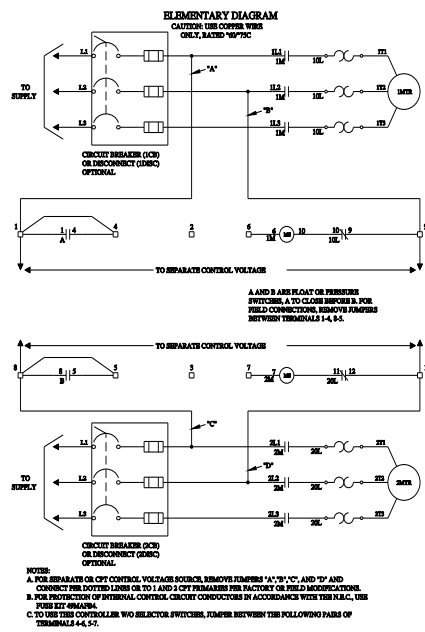 ELEMENTARY DIAGRAM
CAUTION: USE COPPER WIRE
ONLY, RATED "60/"75C
L1 1L1 1M 10L 1T1
"A"
TO SUPPLY L2 1L2 1M 10L 1T2 1MTR
"B"
L3 1L3 1M 10L 1T3
CIRCUIT BREAKER (1CB)
OR DISCONNECT (1DISC)
OPTIONAL
1 1 4 4 2 6 6 10 10 9
A 1M 10L
TO SEPARATE CONTROL VOLTAGE
A AND B ARE FLOAT OR PRESSURE
SWITCHES, A TO CLOSE BEFORE B. FOR
FIELD CONNECTIONS, REMOVE JUMPERS
BETWEEN TERMINALS 1-4, 8-5.
TO SEPARATE CONTROL VOLTAGE
8 8 5 5 3 7 7 11 12
B 2M 20L
"C"
L1 2L1 2M 20L 2T1
"D"
TO SUPPLY L2 2L2 2M 20L 2T2 2MTR
L3 2L3 2M 20L 2T3
CIRCUIT BREAKER (2CB)
OR DISCONNECT (2DISC)
OPTIONAL
NOTES:
A. FOR SEPARATE OR CPT CONTROL VOLTAGE SOURCE, REMOVE JUMPERS "A","B","C", AND "D" AND
CONNECT PER DOTTED LINES OR TO 1 AND 2 CPT PRIMARIES PER FACTORY OR FIELD MODIFICATIONS.
B. FOR PROTECTION OF INTERNAL CONTROL CIRCUIT CONDUCTORS IN ACCORDANCE WITH THE N.E.C., USE
FUSE KIT 49MAFB4.
C. TO USE THIS CONTROLLER W/O SELECTOR SWITCHES, JUMPER BETWEEN THE FOLLOWING PAIRS OF
TERMINALS 4-6, 5-7.